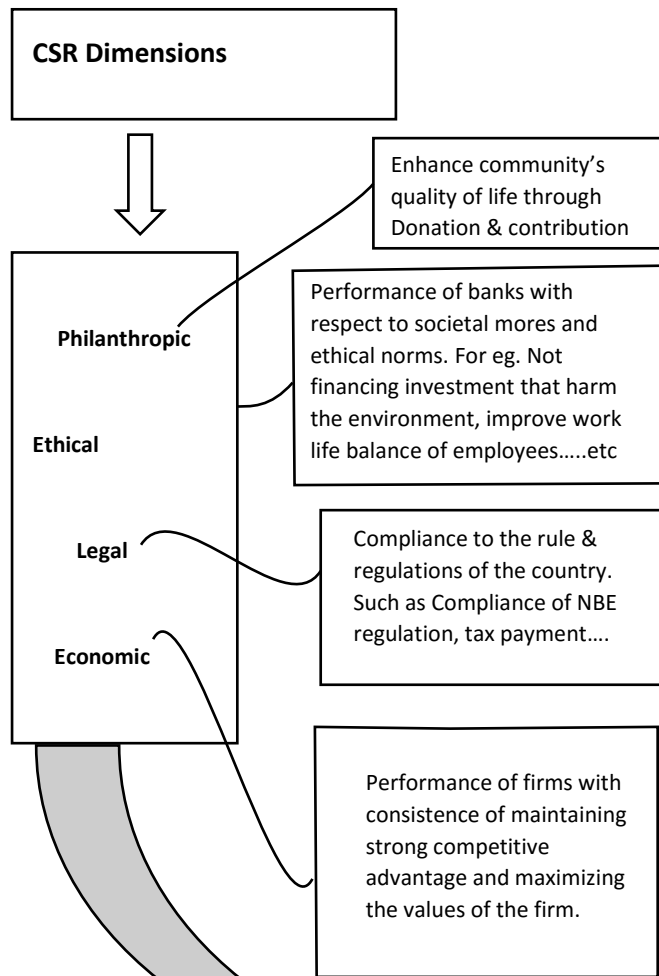 CSR Dimensions
Enhance community’s
quality of life through
Donation & contribution
Philanthropic
Performance of banks with
respect to societal mores and
ethical norms. For eg. Not
financing investment that harm
the environment, improve work
life balance of employees…..etc
Ethical
Legal
Compliance to the rule &
regulations of the country.
Such as Compliance of NBE
regulation, tax payment….
Economic
Performance of firms with
consistence of maintaining
strong competitive
advantage and maximizing
the values of the firm.